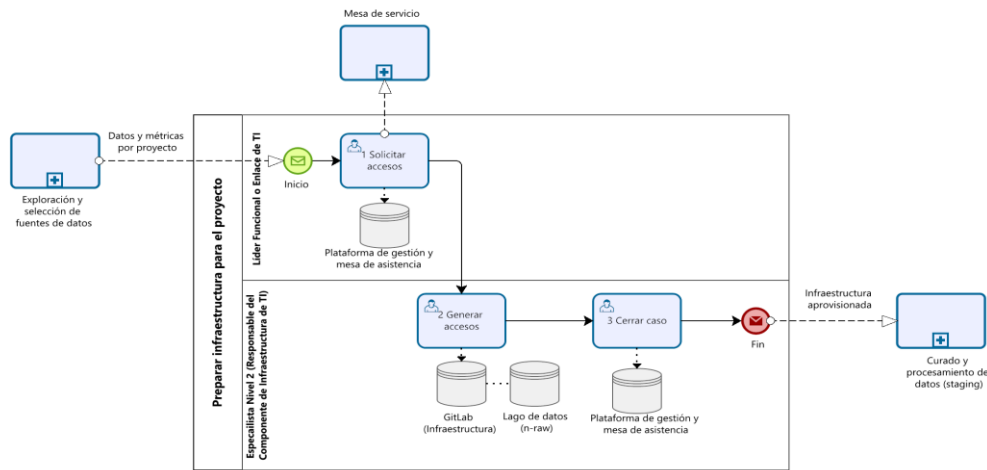 Mesa de servicio
Datos y métricas
por proyecto
Exploración y
selección de
fuentes de datos
Preparar infraestructura para el proyecto
Líder Funcional o Enlace de TI
Inicio
1 Solicitar
accesos
Plataforma de gestión y
mesa de asistencia
Especailista Nivel 2 (Responsable del
Componente de Infraestructura de TI)
2 Generar
accesos
3 Cerrar caso
Fin
GitLab
(Infraestructura)
Lago de datos
(n-raw)
Plataforma de gestión y
mesa de asistencia
Infraestructura
aprovisionada
Curado y
procesamiento de
datos (staging)